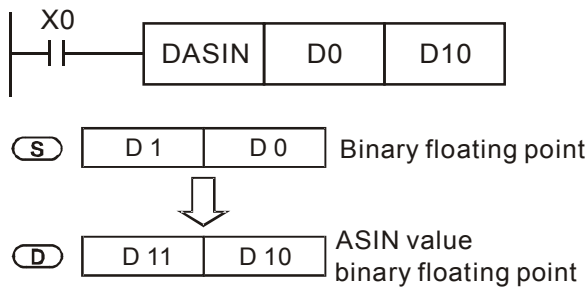 X0
DASIN D0 D10
S D 1 D 0 Binary floating point
D D 11 D 10 ASIN value
binary floating point